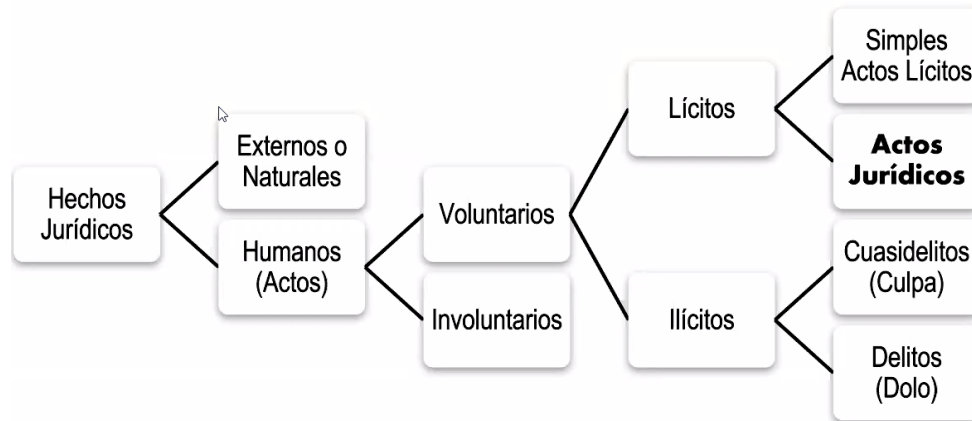 Hechos
Jurídicos
Externos o
Naturales
Humanos
(Actos)
Voluntarios
Involuntarios
Lícitos
Ilícitos
Simples
Actos Lícitos
Actos
Jurídicos
Cuasidelitos
(Culpa)
Delitos
(Dolo)